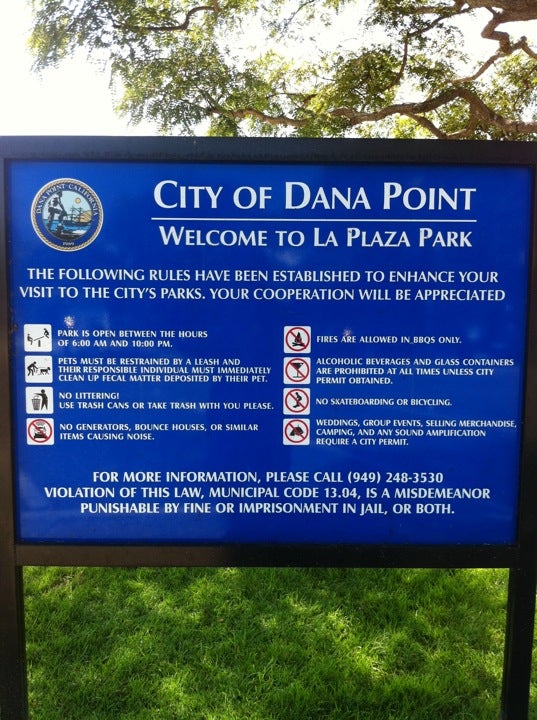 DANA POINT CALIFORNIA
1989
CITY OF DANA POINT
WELCOME TO LA PLAZA PARK
THE FOLLOWING RULES HAVE BEEN ESTABLISHED TO ENHANCE YOUR
VISIT TO THE CITY'S PARKS. YOUR COOPERATION WILL BE APPRECIATED
PARK IS OPEN BETWEEN THE HOURS
OF 6:00 AM AND 10:00 PM.
PETS MUST BE RESTRAINED BY A LEASH AND
THEIR RESPONSIBLE INDIVIDUAL MUST IMMEDIATELY
CLEAN UP FECAL MATTER DEPOSITED BY THEIR PET.
NO LITTERING!
USE TRASH CANS OR TAKE TRASH WITH YOU PLEASE.
NO GENERATORS, BOUNCE HOUSES, OR SIMILAR
ITEMS CAUSING NOISE.
FIRES ARE ALLOWED IN BBQS ONLY.
ALCOHOLIC BEVERAGES AND GLASS CONTAINERS
ARE PROHIBITED AT ALL TIMES UNLESS CITY
PERMIT OBTAINED.
NO SKATEBOARDING OR BICYCLING.
WEDDINGS, GROUP EVENTS, SELLING MERCHANDISE,
CAMPING, AND ANY SOUND AMPLIFICATION
REQUIRE A CITY PERMIT.
FOR MORE INFORMATION, PLEASE CALL (949) 248-3530
VIOLATION OF THIS LAW, MUNICIPAL CODE 13.04, IS A MISDEMEANOR
PUNISHABLE BY FINE OR IMPRISONMENT IN JAIL, OR BOTH.